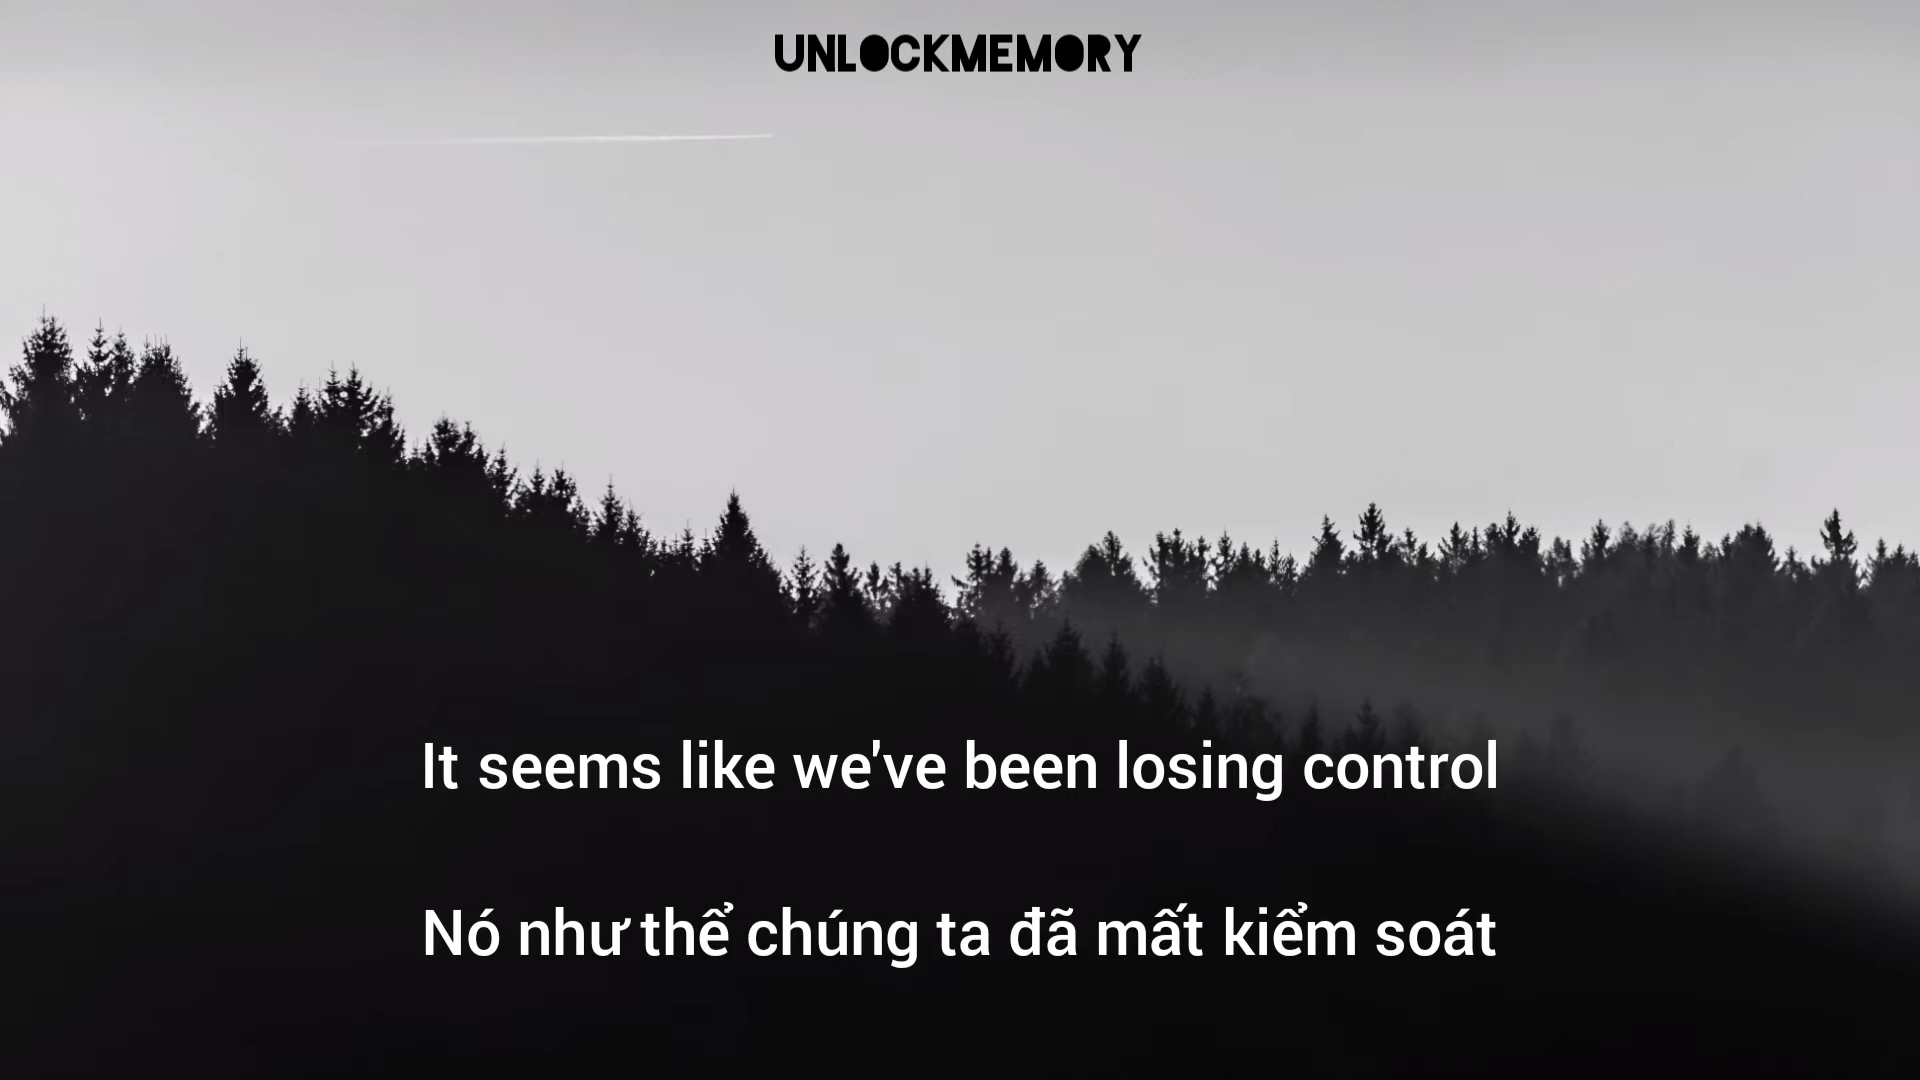 UNLOCKMEMORY
It seems like we've been losing control
Nó như thể chúng ta đã mất kiểm soát